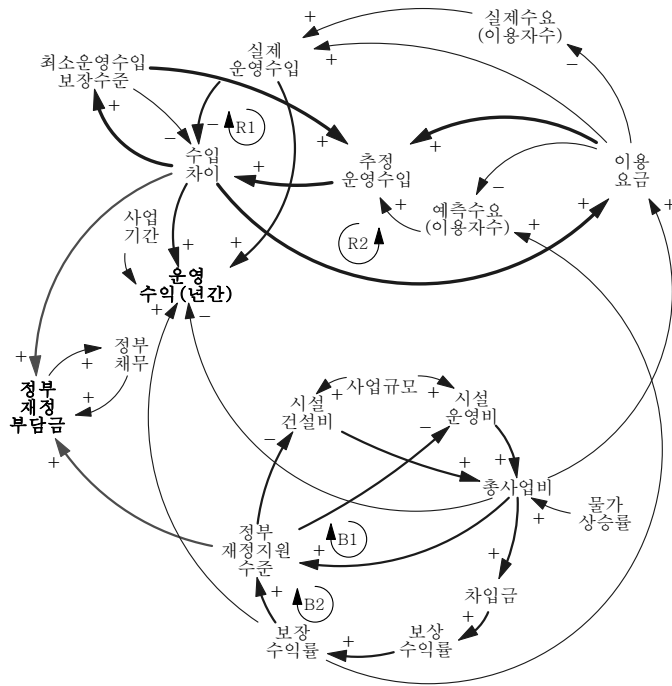 실제수요
(이용자수)
최소운영수입
보장수준
실제
운영수입
+
+
−
+
−
−
R1
+
+
+
수입
차이
+
추정
운영수입
이용
요금
−
+
+
+
+
예측수요
(이용자수)
사업
기간
+
+
R2
운영
수익(년간)
+
−
+
정부
채무
+
+
정부
재정
부담금
+
사업규모
+
+
시설
건설비
시설
운영비
−
−
+
+
총사업비
+
물가
상승률
정부
재정지원
수준
B1
+
+
+
B2
차입금
+
보장
수익률
+
보상
수익률